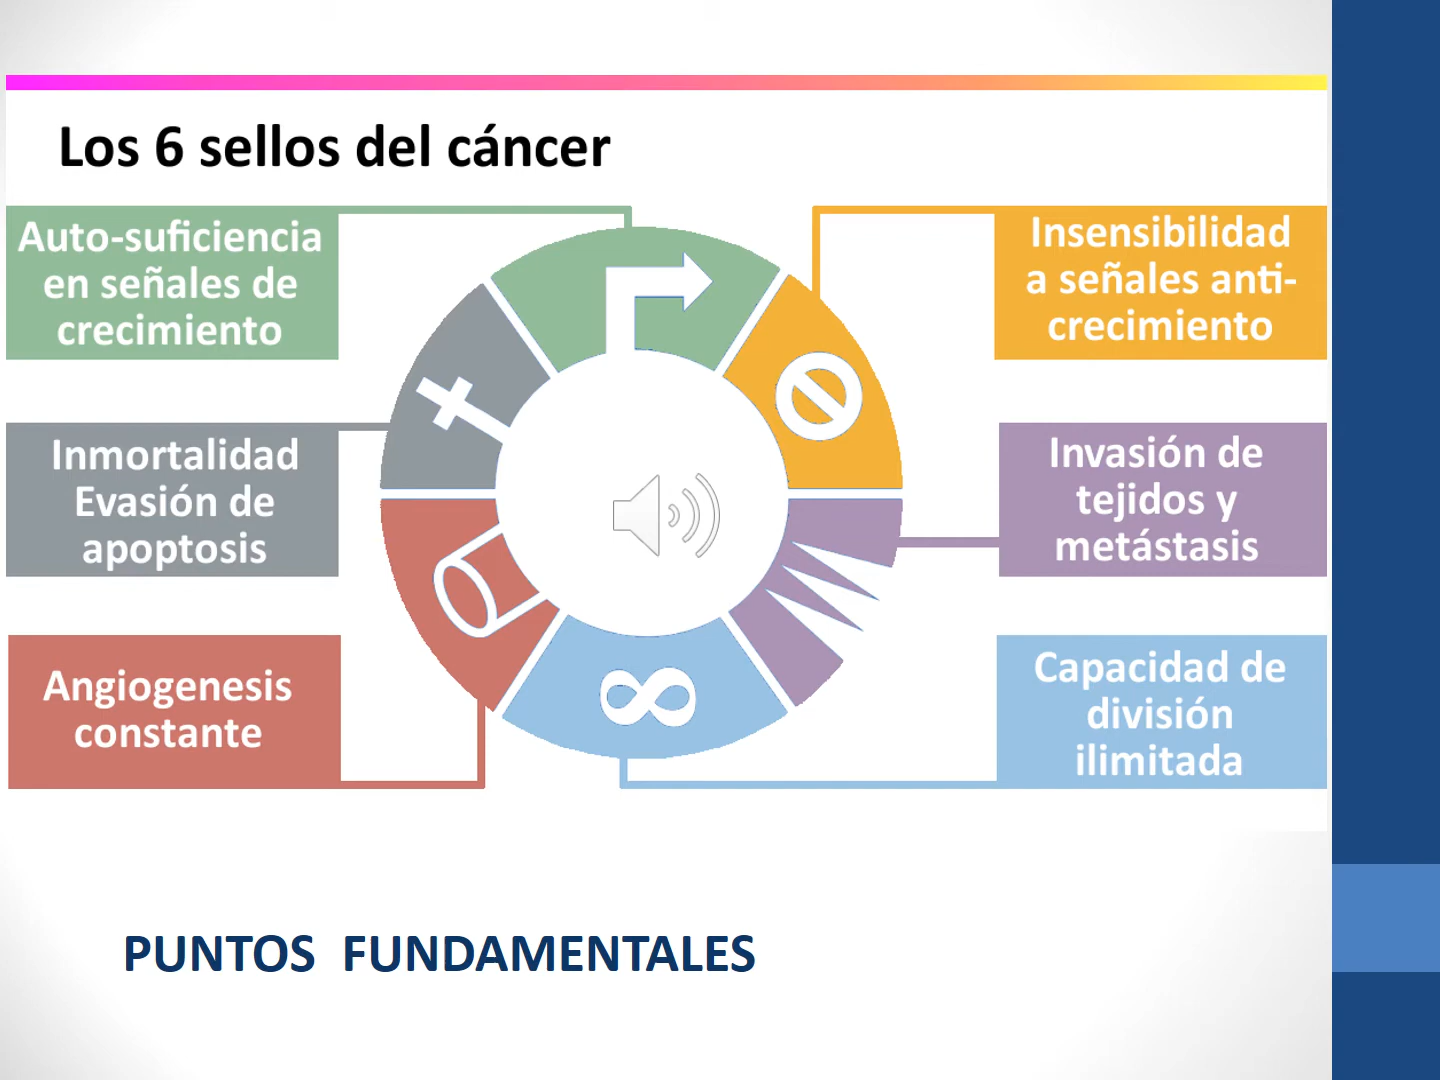 Los 6 sellos del cáncer
Auto-suficiencia
en señales de
crecimiento
Insensibilidad
a señales anti-
crecimiento
Inmortalidad
Evasión de
apoptosis
Invasión de
tejidos y
metástasis
Angiogenesis
constante
Capacidad de
división
ilimitada
PUNTOS FUNDAMENTALES